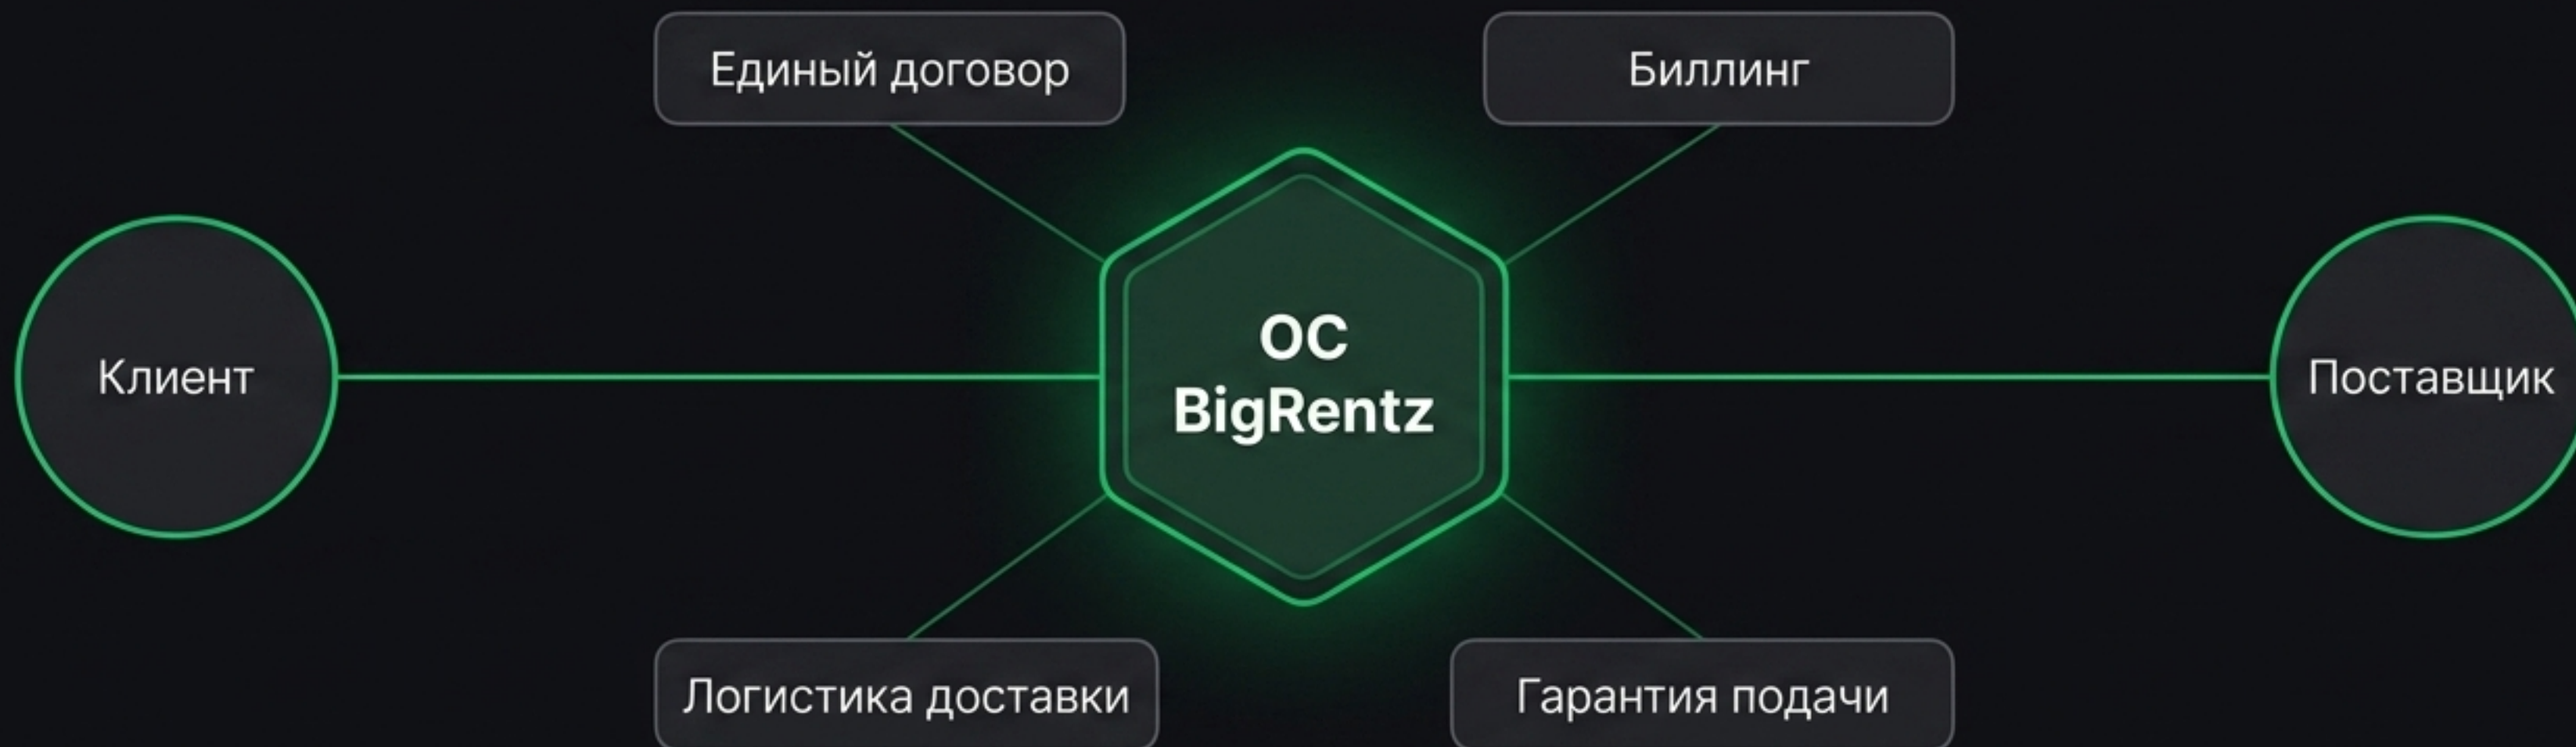 Единый договор
Биллинг
Клиент
ОС
BigRentz
Поставщик
Логистика доставки
Гарантия подачи